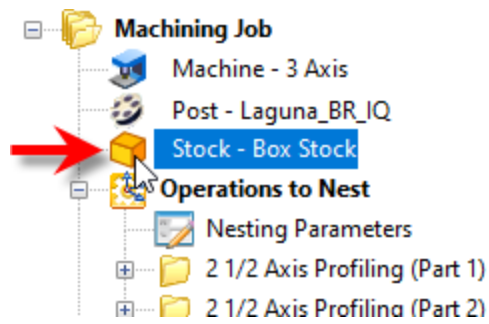 Machining Job
Machine - 3 Axis
Post - Laguna_BR_IQ
Stock - Box Stock
Operations to Nest
Nesting Parameters
2 1/2 Axis Profiling (Part 1)
2 1/2 Axis Profiling (Part 2)